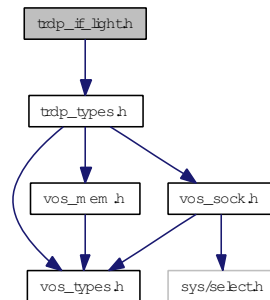 trdp_if_light.h
trdp_types.h
vos_mem.h
vos_sock.h
vos_types.h
sys/select.h